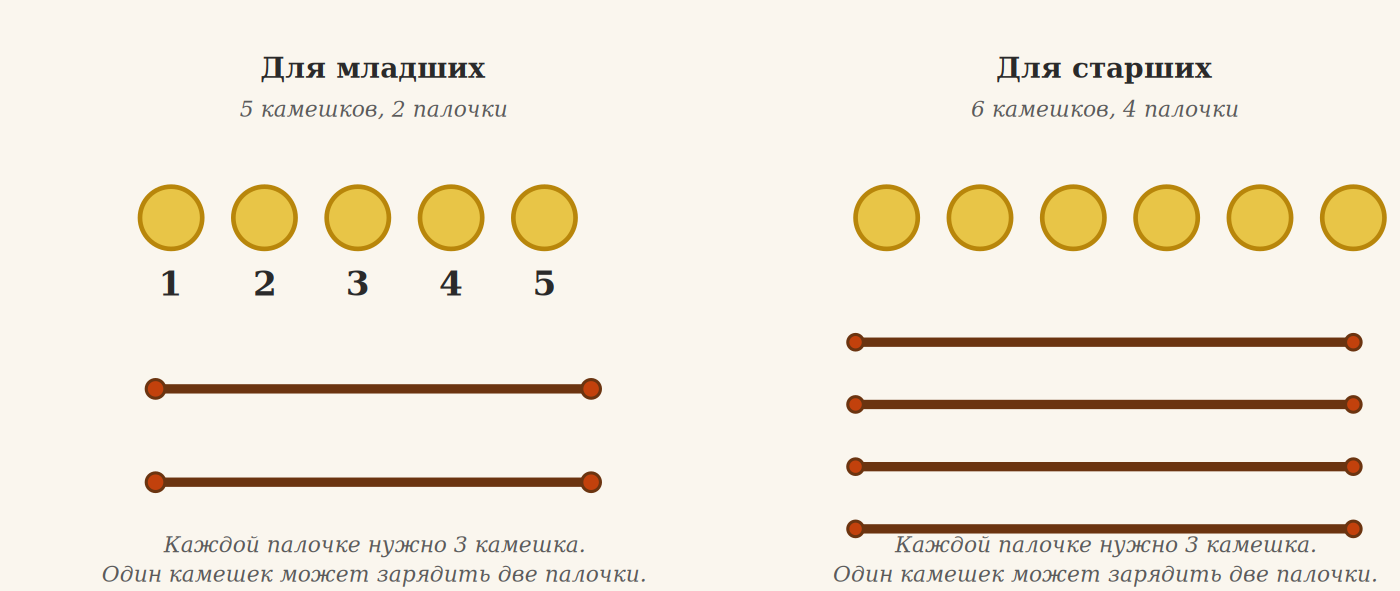 Для младших
5 камешков, 2 палочки
1 2 3 4 5
Каждой палочке нужно 3 камешка.
Один камешек может зарядить две палочки.
Для старших
6 камешков, 4 палочки
Каждой палочке нужно 3 камешка.
Один камешек может зарядить две палочки.